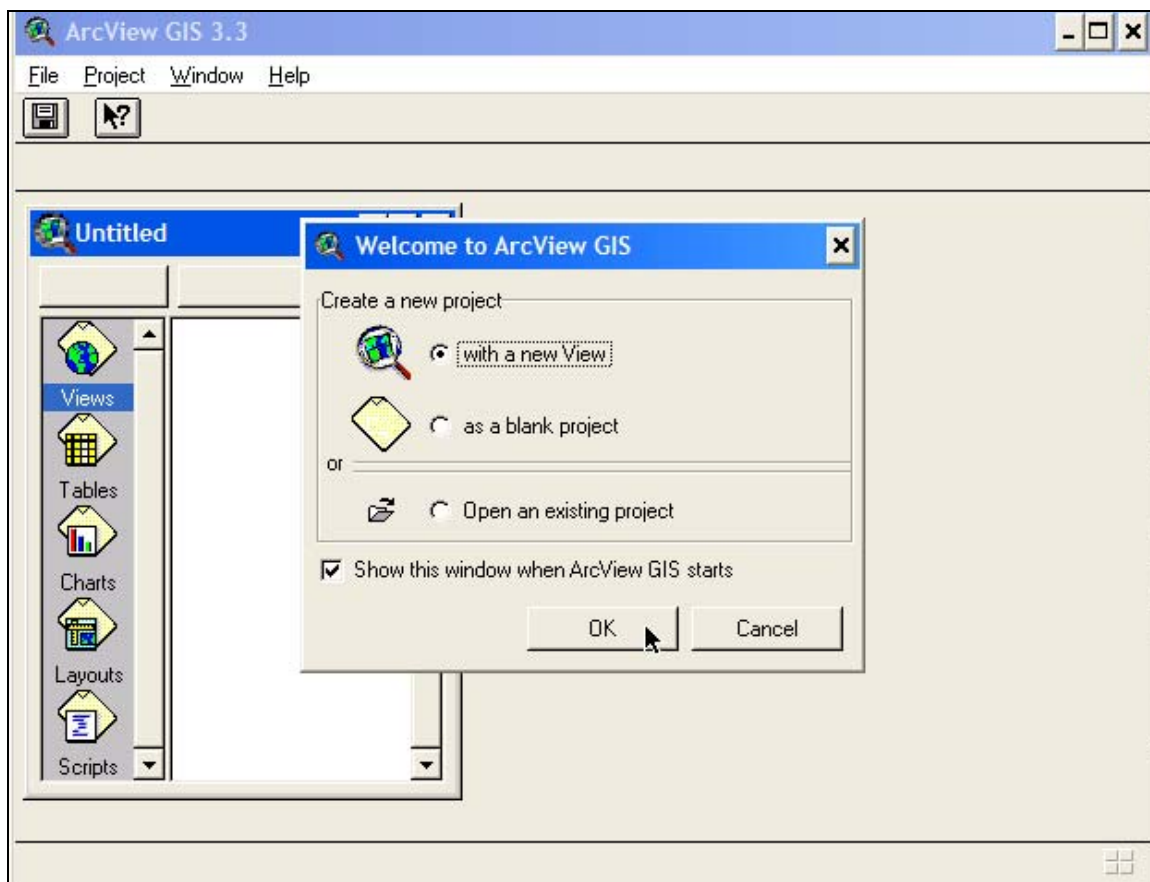 ArcView GIS 3.3
File Project Window Help
Untitled
Welcome to ArcView GIS
Create a new project
with a new View
as a blank project
or
Open an existing project
Show this window when ArcView GIS starts
OK Cancel
Views
Tables
Charts
Layouts
Scripts